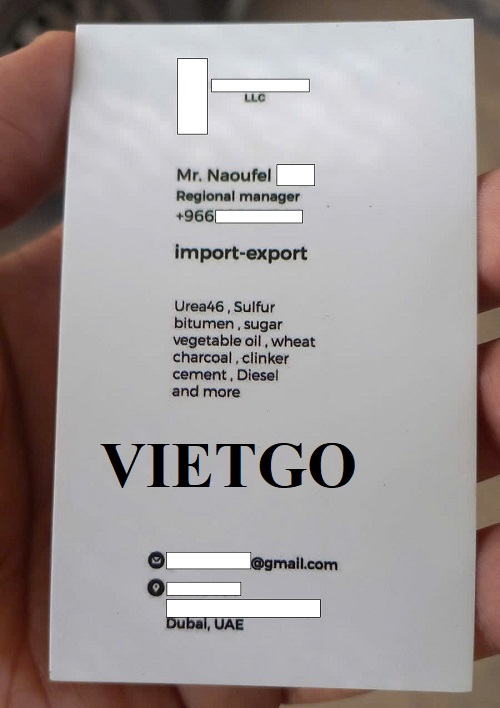 LLC
Mr. Naoufel
Regional manager
+966
import-export
Urea46 , Sulfur
bitumen , sugar
vegetable oil , wheat
charcoal , clinker
cement , Diesel
and more
VIETGO
@gmail.com
Dubai, UAE